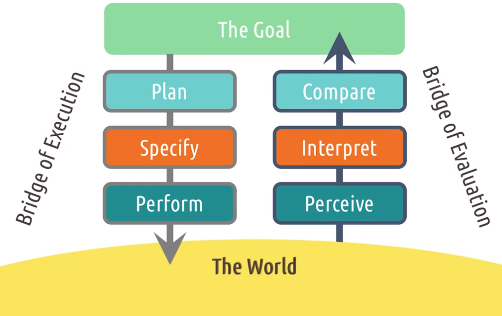 The Goal
Bridge of Execution
Plan
Specify
Perform
Compare
Interpret
Perceive
Bridge of Evaluation
The World